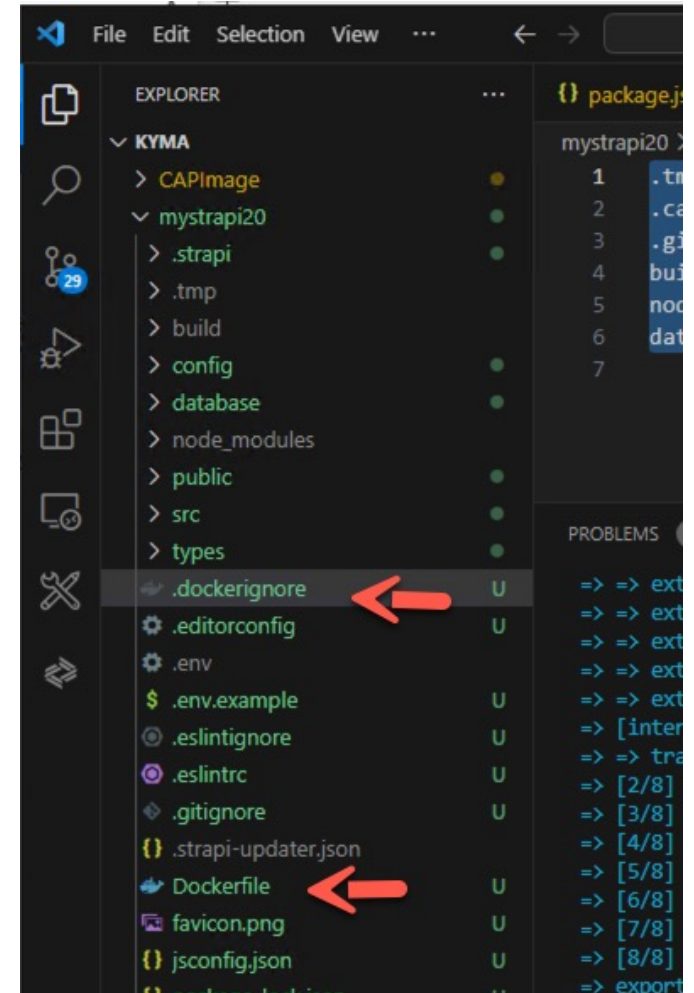 File Edit Selection View ...
EXPLORER ...
KYMA
CAPImage
mystrapi20
.strapi
.tmp
build
config
database
node_modules
public
src
types
.dockerignore U
.editorconfig U
.env
$ .env.example U
.eslintignore U
.eslintrc U
.gitignore U
{} .strapi-updater.json
Dockerfile U
favicon.png U
{} jsconfig.json U
29
{} package.js
mystrapi20 >
1 .tm
2 .ca
3 .gi
4 bui
5 nod
6 dat
7
PROBLEMS
=> => ext
=> => ext
=> => ext
=> => ext
=> => ext
=> [inter
=> => tra
=> [2/8]
=> [3/8]
=> [4/8]
=> [5/8]
=> [6/8]
=> [7/8]
=> [8/8]
=> export